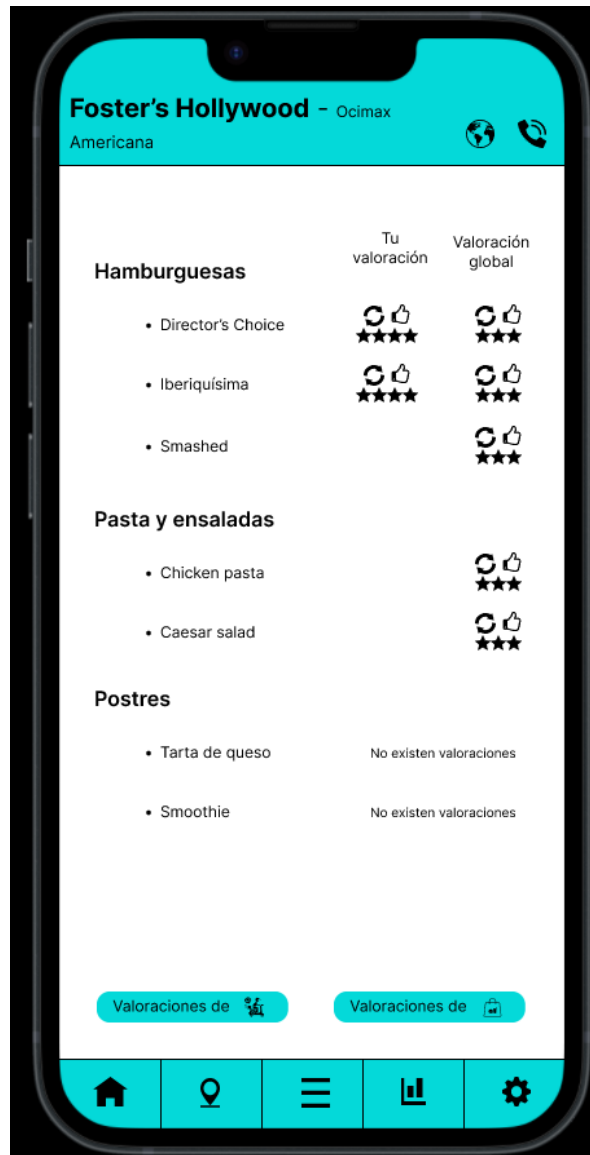 Foster's Hollywood - Ocimax
Americana
Tu valoración
Valoración global
Hamburguesas
• Director's Choice
• Iberiquísima
• Smashed
Pasta y ensaladas
• Chicken pasta
• Caesar salad
Postres
• Tarta de queso No existen valoraciones
• Smoothie No existen valoraciones
Valoraciones de
Valoraciones de